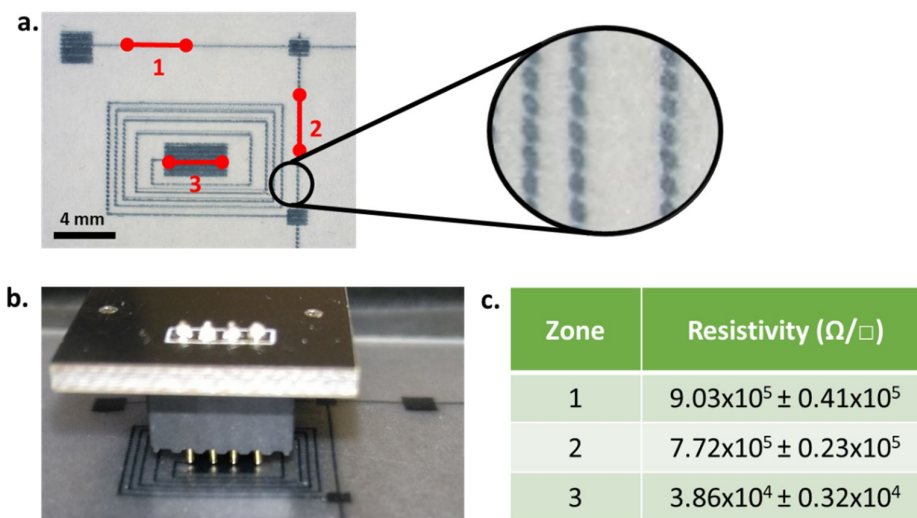 a.
1
2
3
4 mm
b.
c.
Zone Resistivity (Ω/□)
1 9.03x10⁵ ± 0.41x10⁵
2 7.72x10⁵ ± 0.23x10⁵
3 3.86x10⁴ ± 0.32x10⁴